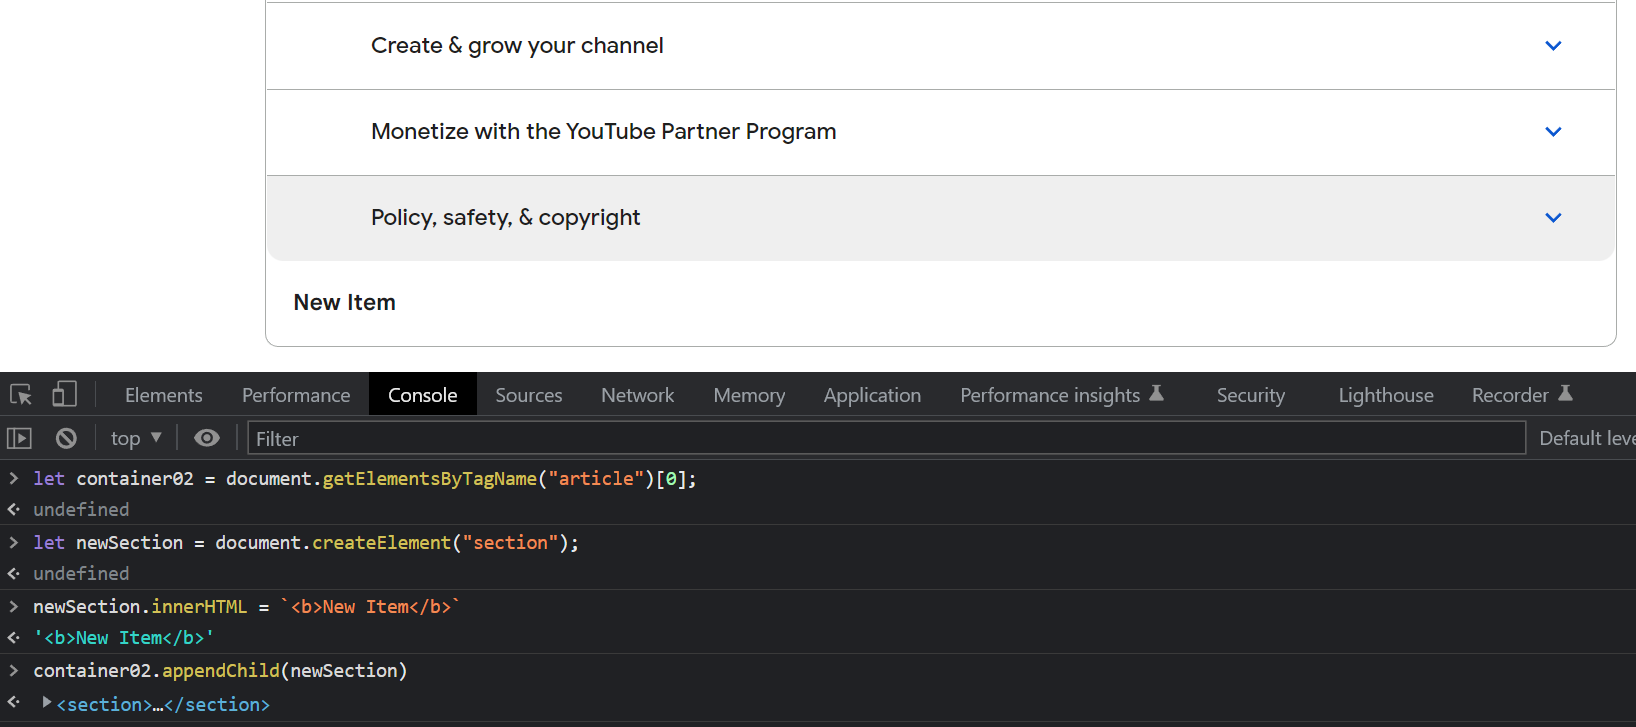 Create & grow your channel
Monetize with the YouTube Partner Program
Policy, safety, & copyright
New Item
Elements Performance Console Sources Network Memory Application Performance insights Security Lighthouse Recorder
top ▼ Filter Default leve
> let container02 = document.getElementsByTagName("article")[0];
undefined
> let newSection = document.createElement("section");
undefined
> newSection.innerHTML = `<b>New Item</b>`
'<b>New Item</b>'
> container02.appendChild(newSection)
▶<section>…</section>